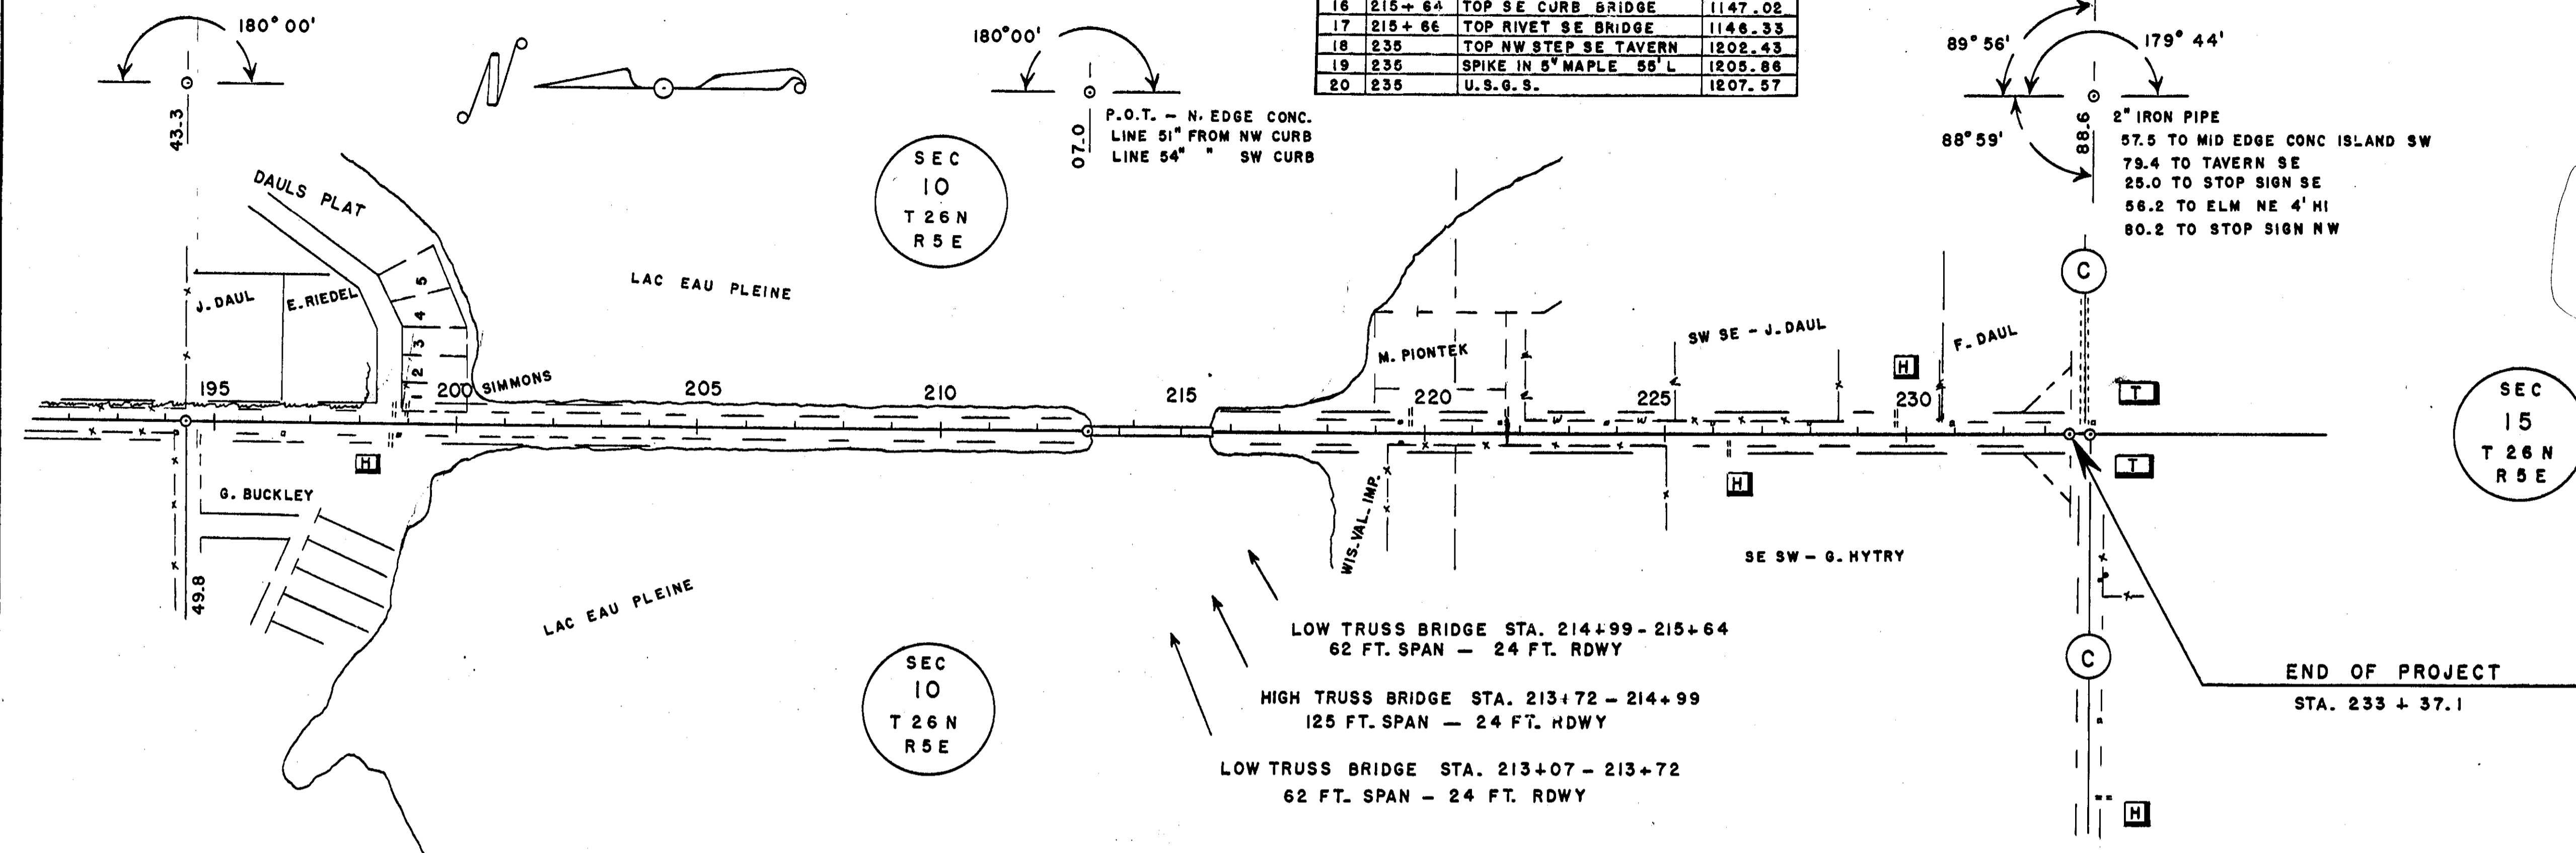 180° 00'
43.3
180°00'
07.0
P.O.T. - N. EDGE CONC.
LINE 51" FROM NW CURB
LINE 54" " SW CURB
16 215+64 TOP SE CURB BRIDGE 1147.02
17 215+66 TOP RIVET SE BRIDGE 1146.33
18 235 TOP NW STEP SE TAVERN 1202.43
19 235 SPIKE IN 5" MAPLE 55' L 1205.86
20 235 U.S.G.S. 1207.57
89° 56'
179° 44'
88° 59'
88.6
2" IRON PIPE
57.5 TO MID EDGE CONC ISLAND SW
79.4 TO TAVERN SE
25.0 TO STOP SIGN SE
56.2 TO ELM NE 4' HI
80.2 TO STOP SIGN NW
DAULS PLAT
SEC
10
T 26 N
R 5 E
LAC EAU PLEINE
J. DAUL
E. RIEDEL
5
4
3
2
1
SIMMONS
195
200
205
210
215
220
225
230
M. PIONTEK
SW SE - J. DAUL
F. DAUL
H
C
T
T
SEC
15
T 26 N
R 5 E
H
H
G. BUCKLEY
49.8
WIS. VAL. IMP.
SE SW - G. HYTRY
LAC EAU PLEINE
SEC
10
T 26 N
R 5 E
LOW TRUSS BRIDGE STA. 214+99 - 215+64
62 FT. SPAN - 24 FT. RDWY
HIGH TRUSS BRIDGE STA. 213+72 - 214+99
125 FT. SPAN - 24 FT. RDWY
LOW TRUSS BRIDGE STA. 213+07 - 213+72
62 FT. SPAN - 24 FT. RDWY
C
END OF PROJECT
STA. 233 + 37.1
H